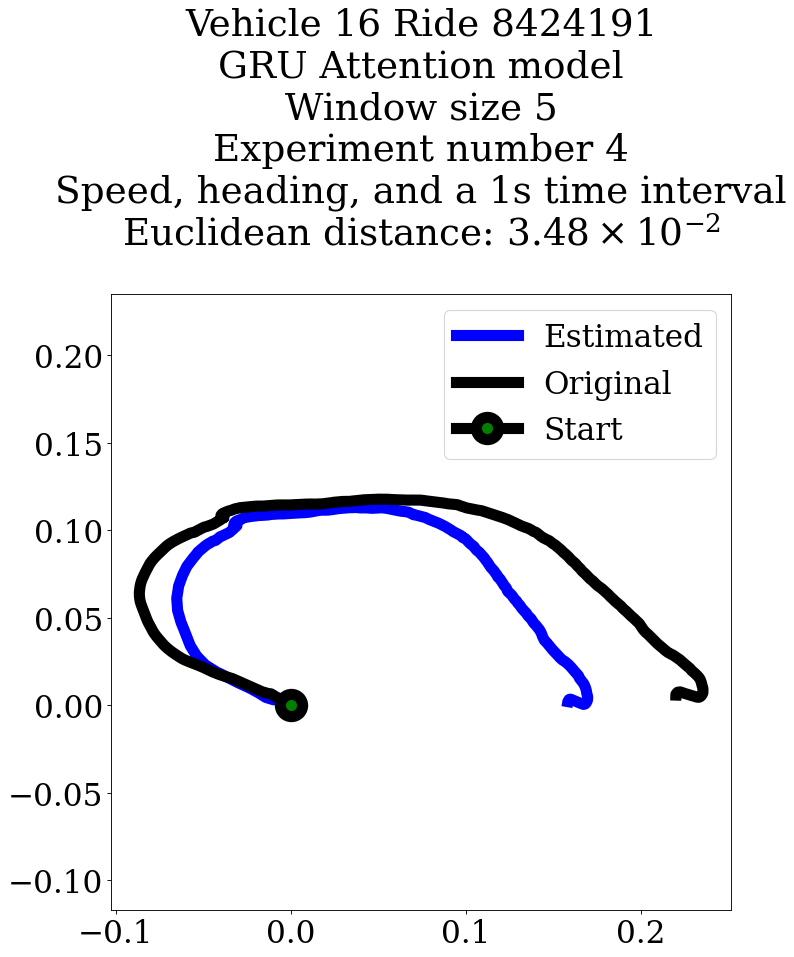 Vehicle 16 Ride 8424191
GRU Attention model
Window size 5
Experiment number 4
Speed, heading, and a 1s time interval
Euclidean distance: 3.48 × 10⁻²
Estimated
Original
Start
0.20
0.15
0.10
0.05
0.00
−0.05
−0.10
−0.1 0.0 0.1 0.2